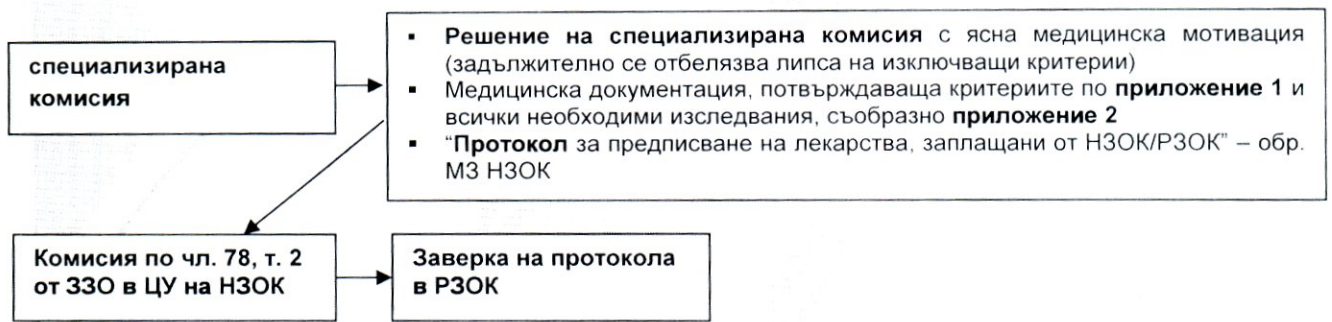 специализирана
комисия
▪ Решение на специализирана комисия с ясна медицинска мотивация
(задължително се отбелязва липса на изключващи критерии)
▪ Медицинска документация, потвърждаваща критериите по приложение 1 и
всички необходими изследвания, съобразно приложение 2
▪ "Протокол за предписване на лекарства, заплащани от НЗОК/РЗОК" – обр.
МЗ НЗОК
Комисия по чл. 78, т. 2
от ЗЗО в ЦУ на НЗОК
Заверка на протокола
в РЗОК